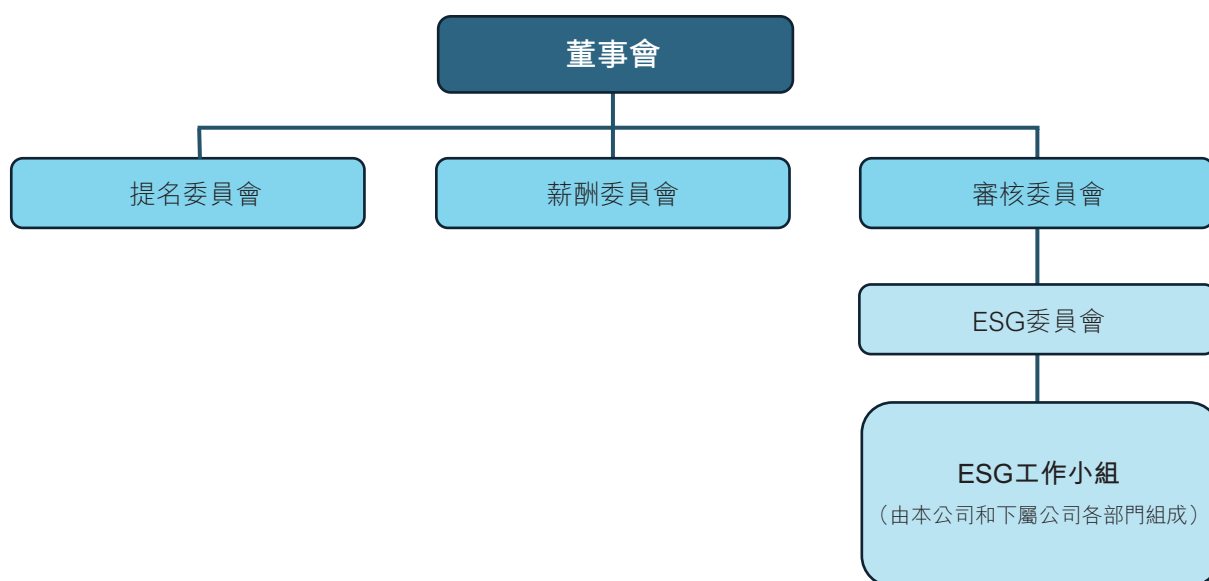 董事會
提名委員會
薪酬委員會
審核委員會
ESG委員會
ESG工作小組
（由本公司和下屬公司各部門組成）